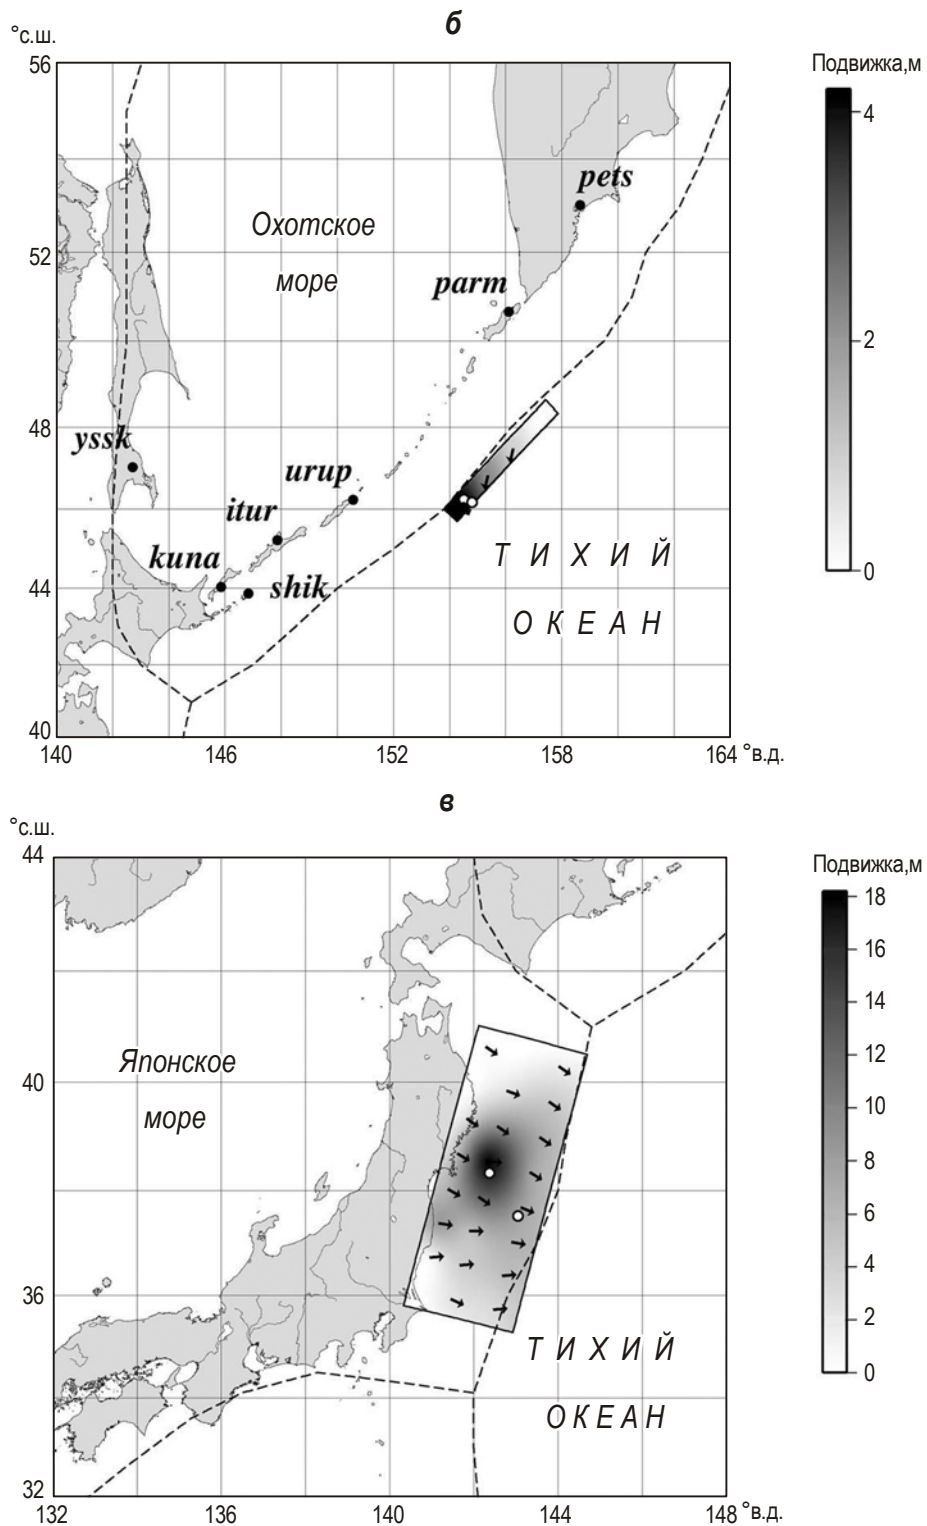 б
°с.ш.
56
52
48
44
40
140
146
152
158
164 °в.д.
Охотское
море
pets
parm
yssk
urup
itur
kuna
shik
Т И Х И Й
О К Е А Н
Подвижка,м
4
2
0
в
°с.ш.
44
40
36
32
132
136
140
144
148 °в.д.
Японское
море
Т И Х И Й
О К Е А Н
Подвижка,м
18
16
14
12
10
8
6
4
2
0